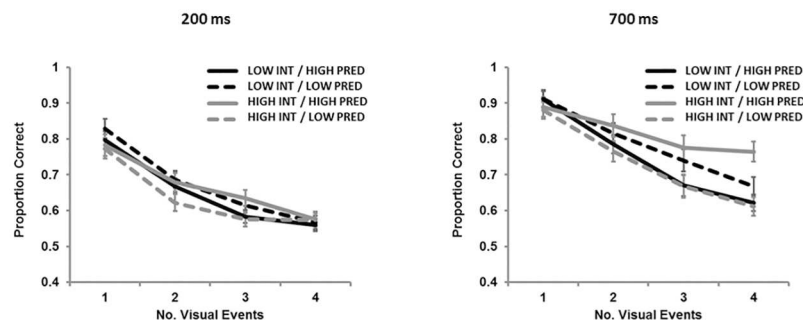 200 ms
Proportion Correct
1
0.9
0.8
0.7
0.6
0.5
0.4
LOW INT / HIGH PRED
LOW INT / LOW PRED
HIGH INT / HIGH PRED
HIGH INT / LOW PRED
1 2 3 4
No. Visual Events
700 ms
Proportion Correct
1
0.9
0.8
0.7
0.6
0.5
0.4
LOW INT / HIGH PRED
LOW INT / LOW PRED
HIGH INT / HIGH PRED
HIGH INT / LOW PRED
1 2 3 4
No. Visual Events